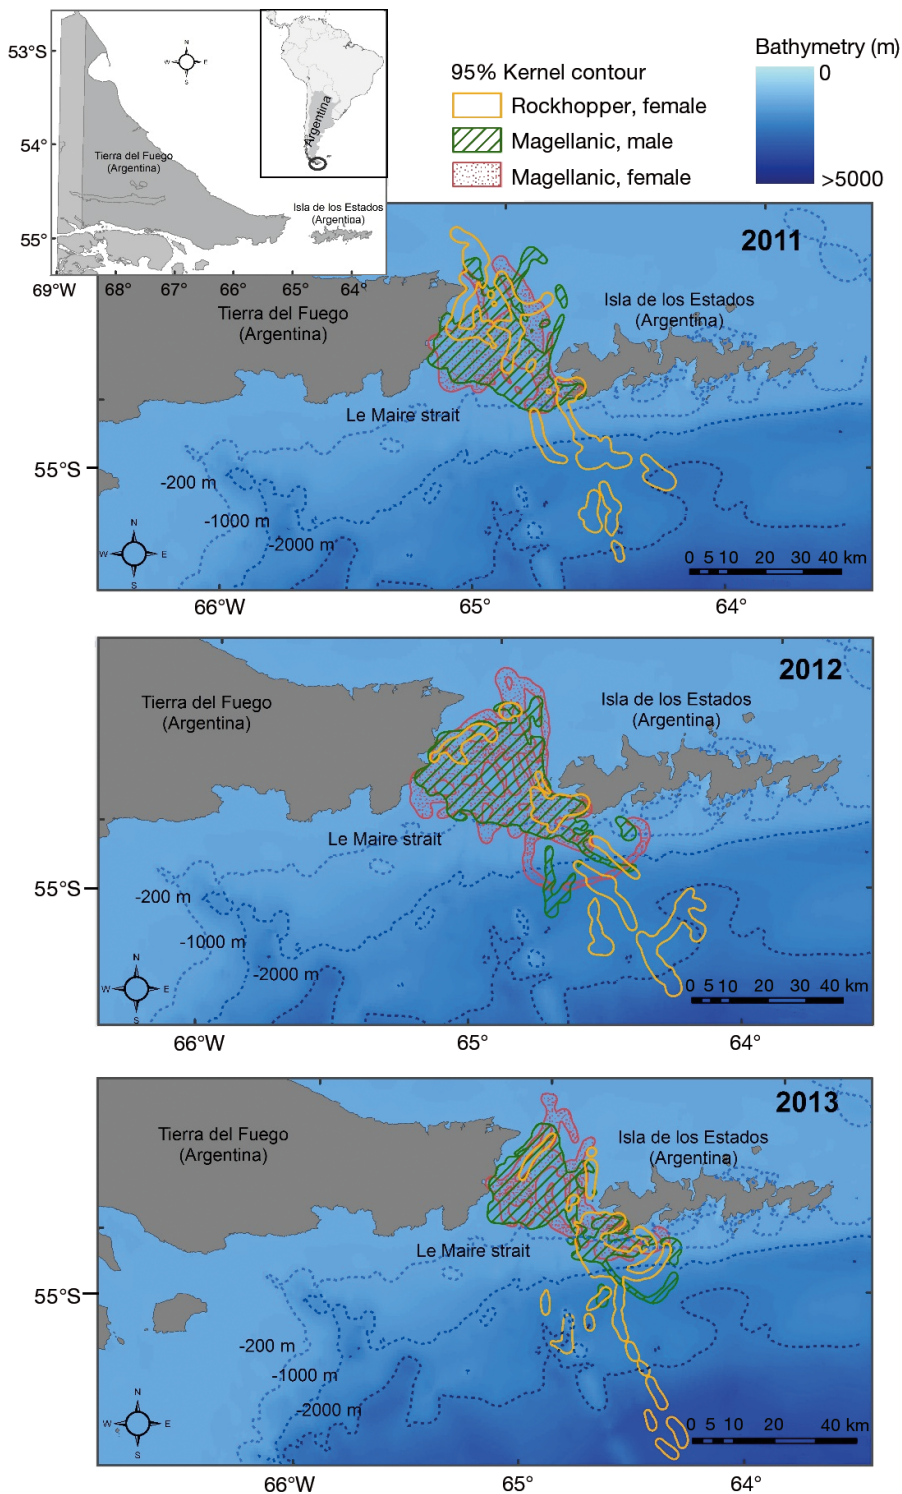 53°S
54°
55°
69°W
68°
67°
66°
65°
64°
N
W
E
S
Tierra del Fuego
(Argentina)
Isla de los Estados
(Argentina)
Argentina
95% Kernel contour
Rockhopper, female
Magellanic, male
Magellanic, female
Bathymetry (m)
0
>5000
2011
Tierra del Fuego
(Argentina)
Isla de los Estados
(Argentina)
Le Maire strait
55°S
-200 m
-1000 m
-2000 m
N
W
E
S
0 5 10 20 30 40 km
66°W
65°
64°
2012
Tierra del Fuego
(Argentina)
Isla de los Estados
(Argentina)
Le Maire strait
55°S
-200 m
-1000 m
-2000 m
N
W
E
S
0 5 10 20 30 40 km
66°W
65°
64°
2013
Tierra del Fuego
(Argentina)
Isla de los Estados
(Argentina)
Le Maire strait
55°S
-200 m
-1000 m
-2000 m
N
W
E
S
0 5 10 20 40 km
66°W
65°
64°